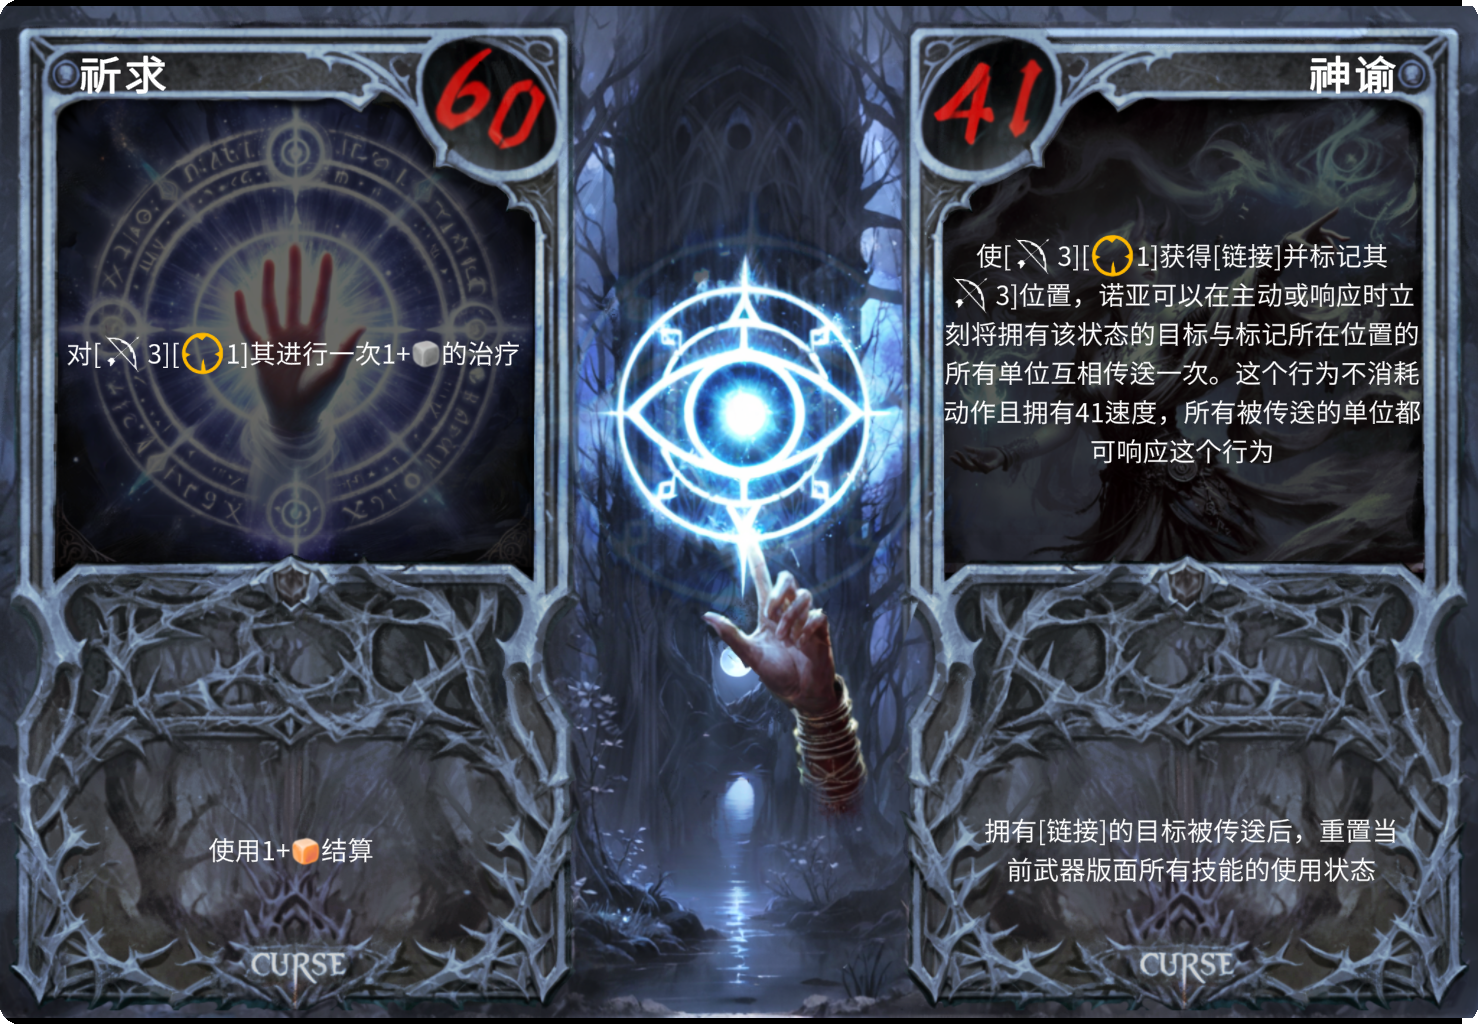 祈求
60
对[3][1]其进行一次1+的治疗
使用1+结算
CURSE
41
神谕
使[3][1]获得[链接]并标记其
3]位置，诺亚可以在主动或响应时立
刻将拥有该状态的目标与标记所在位置的
所有单位互相传送一次。这个行为不消耗
动作且拥有41速度，所有被传送的单位都
可响应这个行为
拥有[链接]的目标被传送后，重置当
前武器版面所有技能的使用状态
CURSE